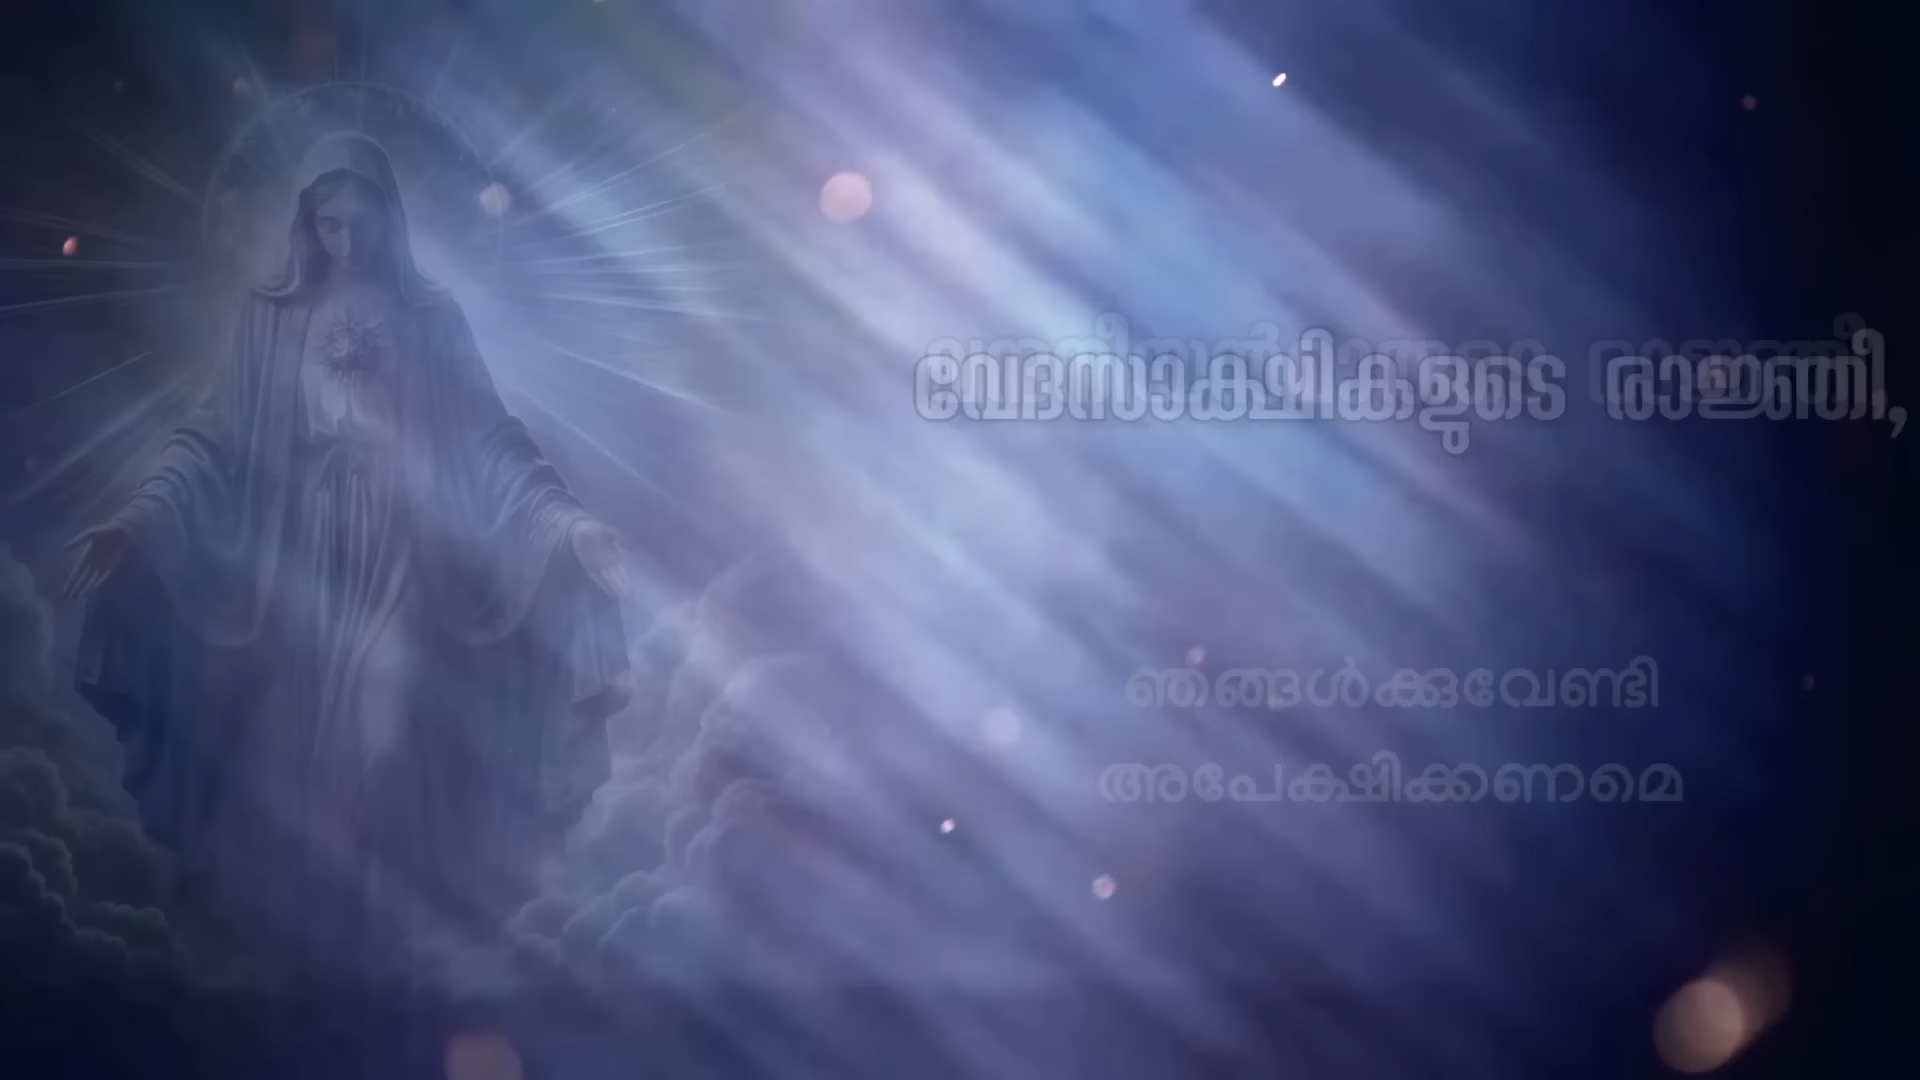 വേദസാക്ഷികളുടെ രാജ്ഞീ,
ഞങ്ങൾക്കുവേണ്ടി
അപേക്ഷിക്കണമെ